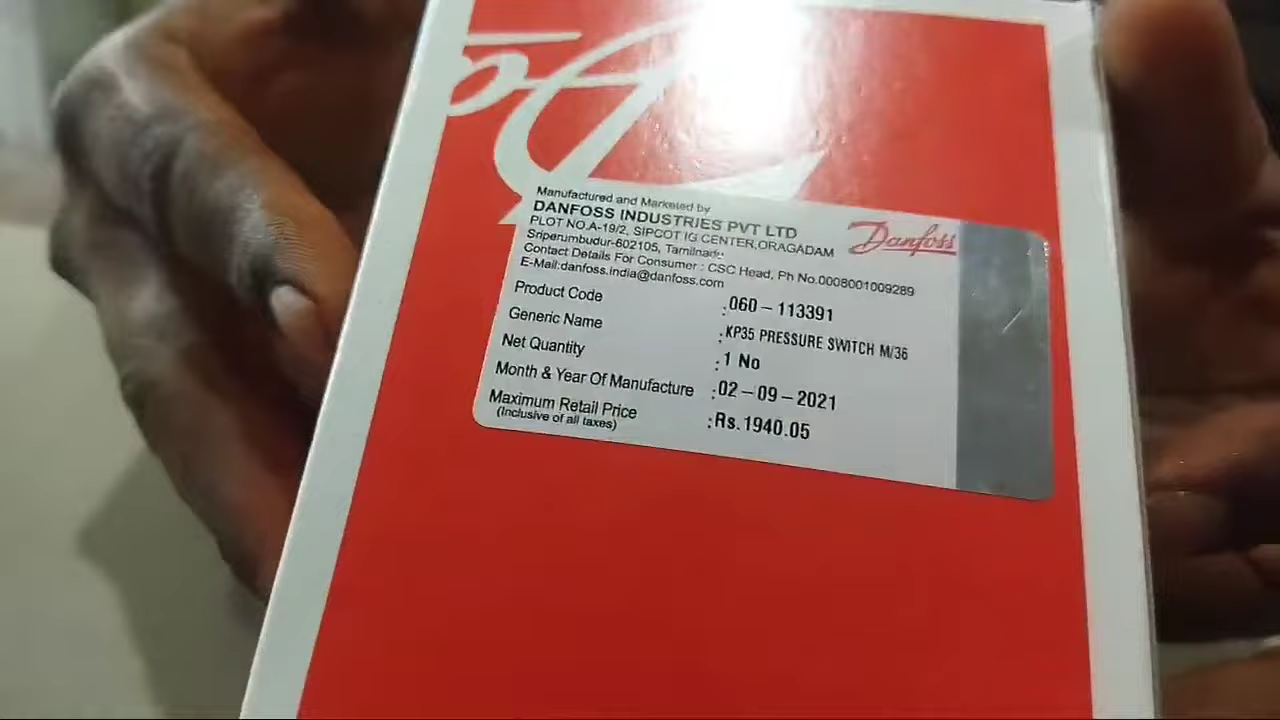 Manufactured and Marketed by
DANFOSS INDUSTRIES PVT LTD
Danfoss
PLOT NO.A-19/2, SIPCOT IG CENTER,ORAGADAM
Sriperumbudur-602105, Tamilnadu
Contact Details For Consumer : CSC Head, Ph No.0008001009289
E-Mail:danfoss.india@danfoss.com
Product Code :060 – 113391
Generic Name :KP35 PRESSURE SWITCH M/36
Net Quantity :1 No
Month & Year Of Manufacture :02 – 09 – 2021
Maximum Retail Price :Rs.1940.05
(Inclusive of all taxes)